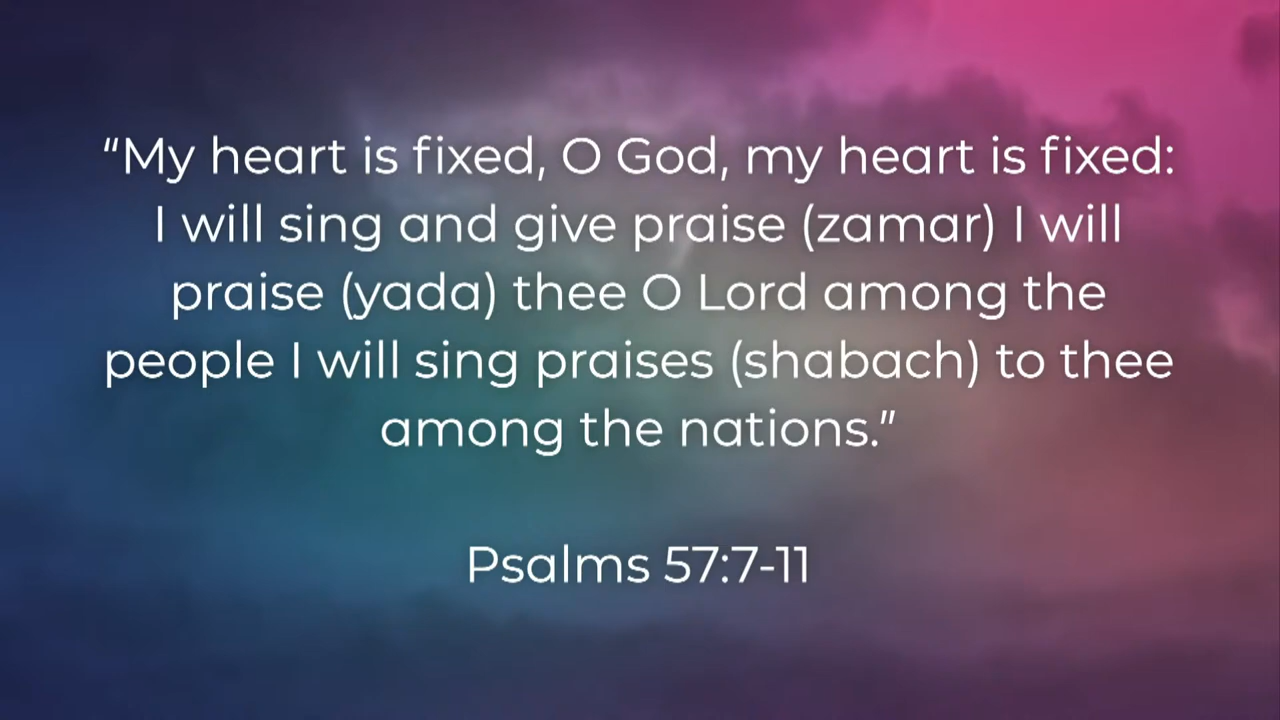 “My heart is fixed, O God, my heart is fixed:
I will sing and give praise (zamar) I will
praise (yada) thee O Lord among the
people I will sing praises (shabach) to thee
among the nations.”
Psalms 57:7-11